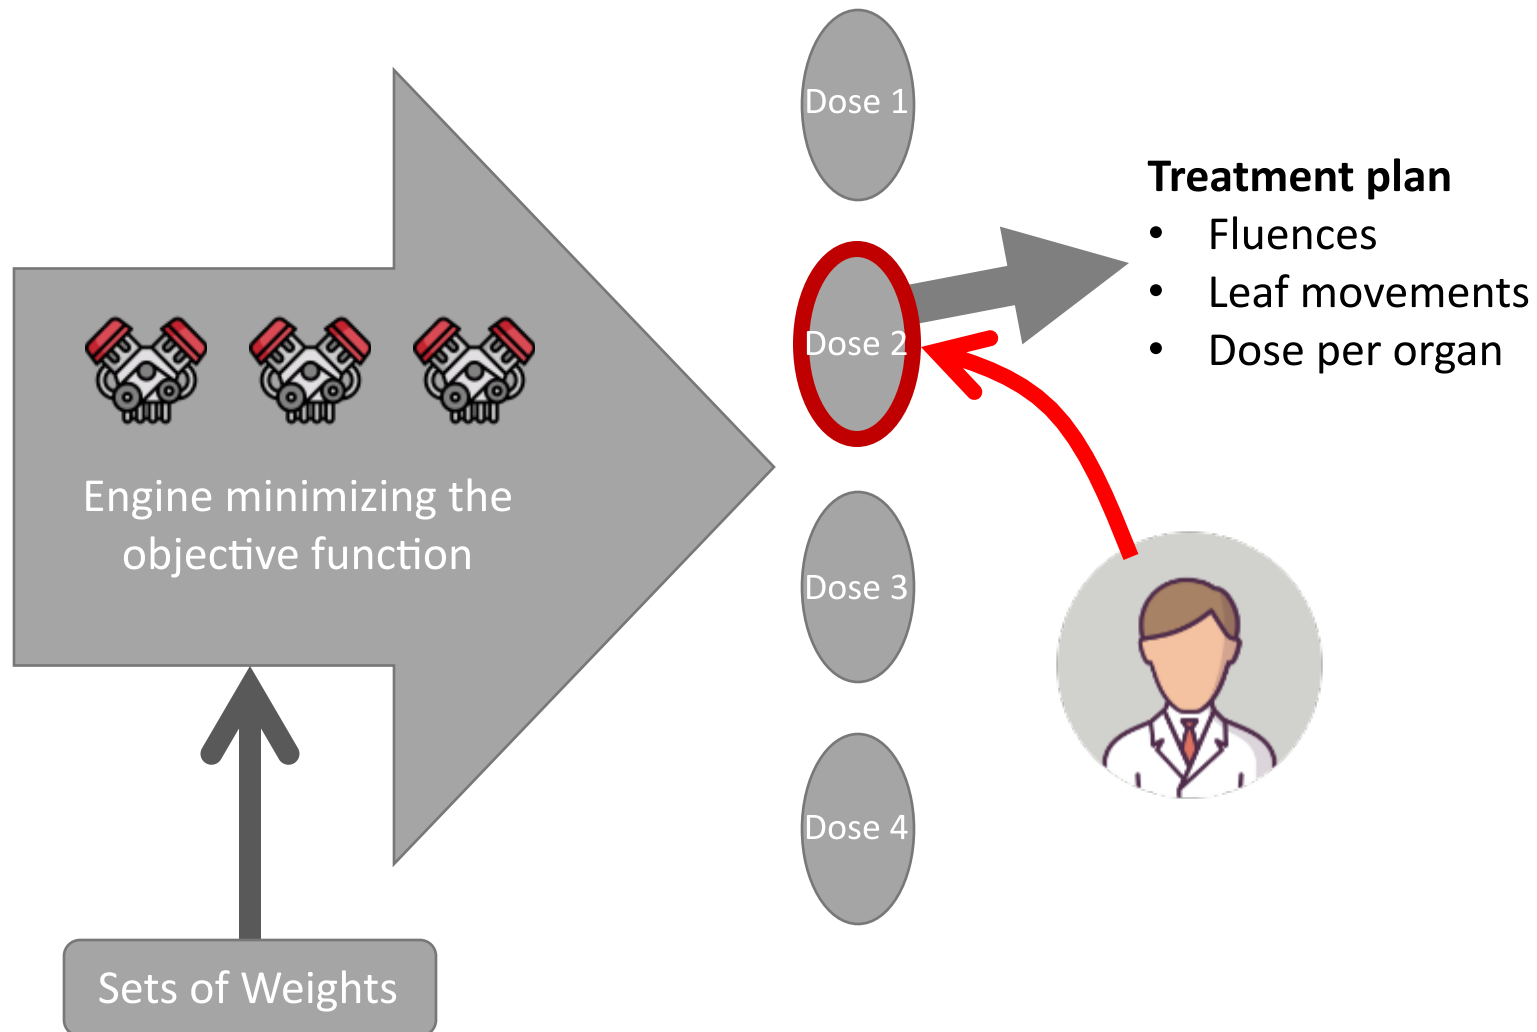 Dose 1
Treatment plan
• Fluences
• Leaf movements
• Dose per organ
Dose 2
Engine minimizing the
objective function
Dose 3
Dose 4
Sets of Weights